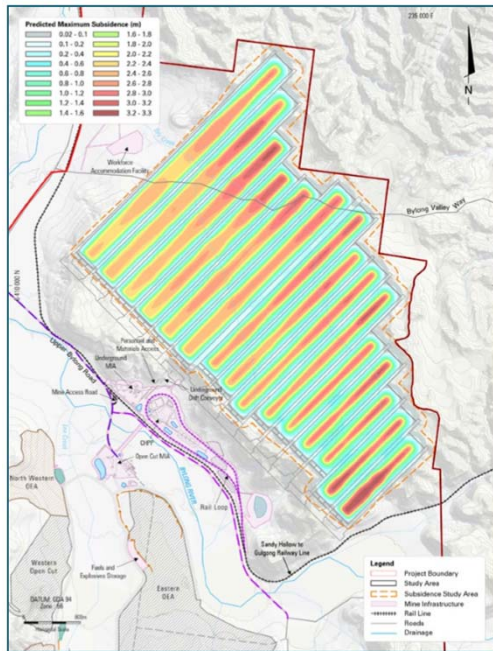 Predicted Maximum Subsidence (m)
0.02 - 0.1
0.1 - 0.2
0.2 - 0.4
0.4 - 0.6
0.6 - 0.8
0.8 - 1.0
1.0 - 1.2
1.2 - 1.4
1.4 - 1.6
1.6 - 1.8
1.8 - 2.0
2.0 - 2.2
2.2 - 2.4
2.4 - 2.6
2.6 - 2.8
2.8 - 3.0
3.0 - 3.2
3.2 - 3.3
N
Workforce
Accommodation Facility
Bylong Valley Way
Upper Bylong Road
Personnel and
Materials Access
Underground
MIA
Mine Access Road
Underground
Drift Conveyor
CHPP
Open Cut MIA
BYLONG RIVER
Rail Loop
North Western
OEA
Western
Open Cut
Fuels and
Explosives Storage
Eastern
OEA
Sandy Hollow to
Gulgong Railway Line
Legend
Project Boundary
Study Area
Subsidence Study Area
Mine Infrastructure
Rail Line
Roads
Drainage